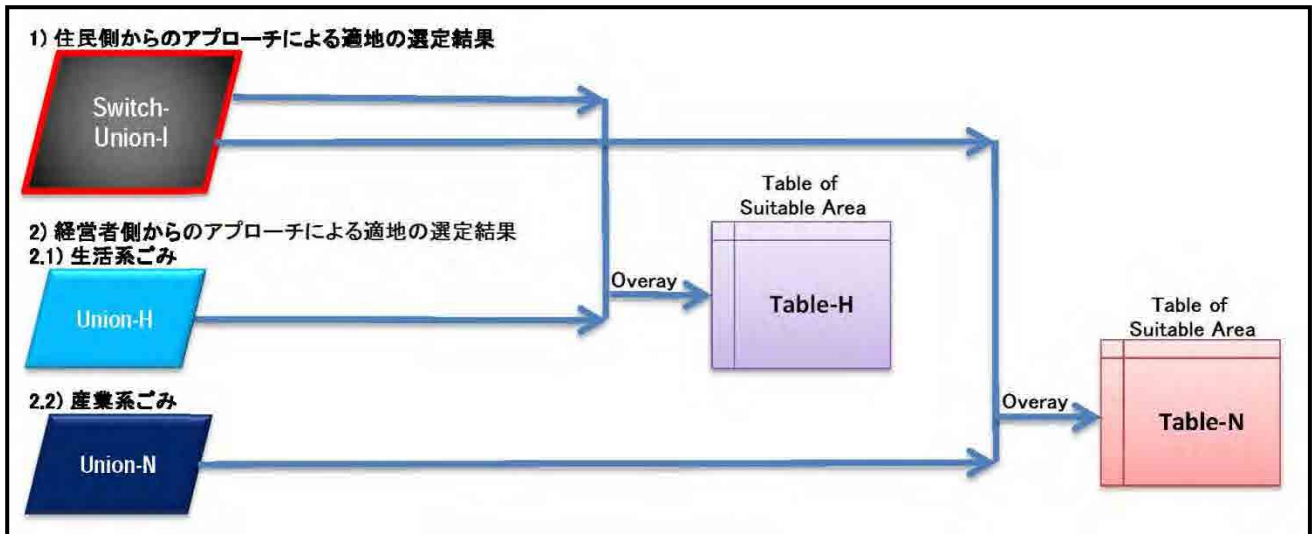 1) 住民側からのアプローチによる適地の選定結果
Switch-
Union-I
Table of
Suitable Area
2) 経営者側からのアプローチによる適地の選定結果
2.1) 生活系ごみ
Overay
Union-H
Table-H
Table of
Suitable Area
2.2) 産業系ごみ
Overay
Union-N
Table-N